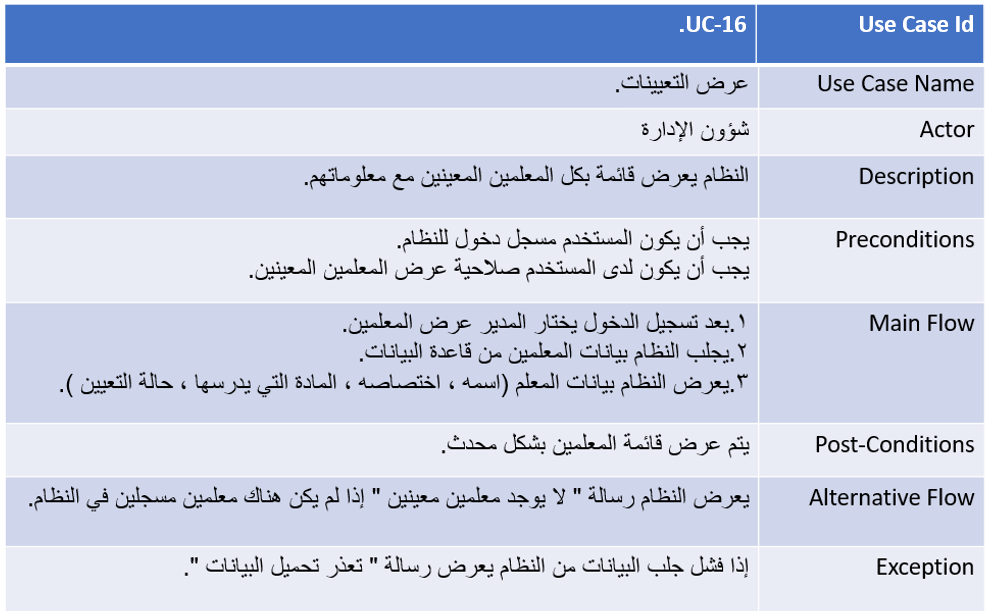 Use Case Id
UC-16.
Use Case Name
عرض التعيينات.
Actor
شؤون الإدارة
Description
النظام يعرض قائمة بكل المعلمين المعينين مع معلوماتهم.
Preconditions
يجب أن يكون المستخدم مسجل دخول للنظام.
يجب أن يكون لدى المستخدم صلاحية عرض المعلمين المعينين.
Main Flow
١.بعد تسجيل الدخول يختار المدير عرض المعلمين.
٢.يجلب النظام بيانات المعلمين من قاعدة البيانات.
٣.يعرض النظام بيانات المعلم (اسمه ، اختصاصه ، المادة التي يدرسها ، حالة التعيين ).
Post-Conditions
يتم عرض قائمة المعلمين بشكل محدث.
Alternative Flow
يعرض النظام رسالة " لا يوجد معلمين معينين " إذا لم يكن هناك معلمين مسجلين في النظام.
Exception
إذا فشل جلب البيانات من النظام يعرض رسالة " تعذر تحميل البيانات ".